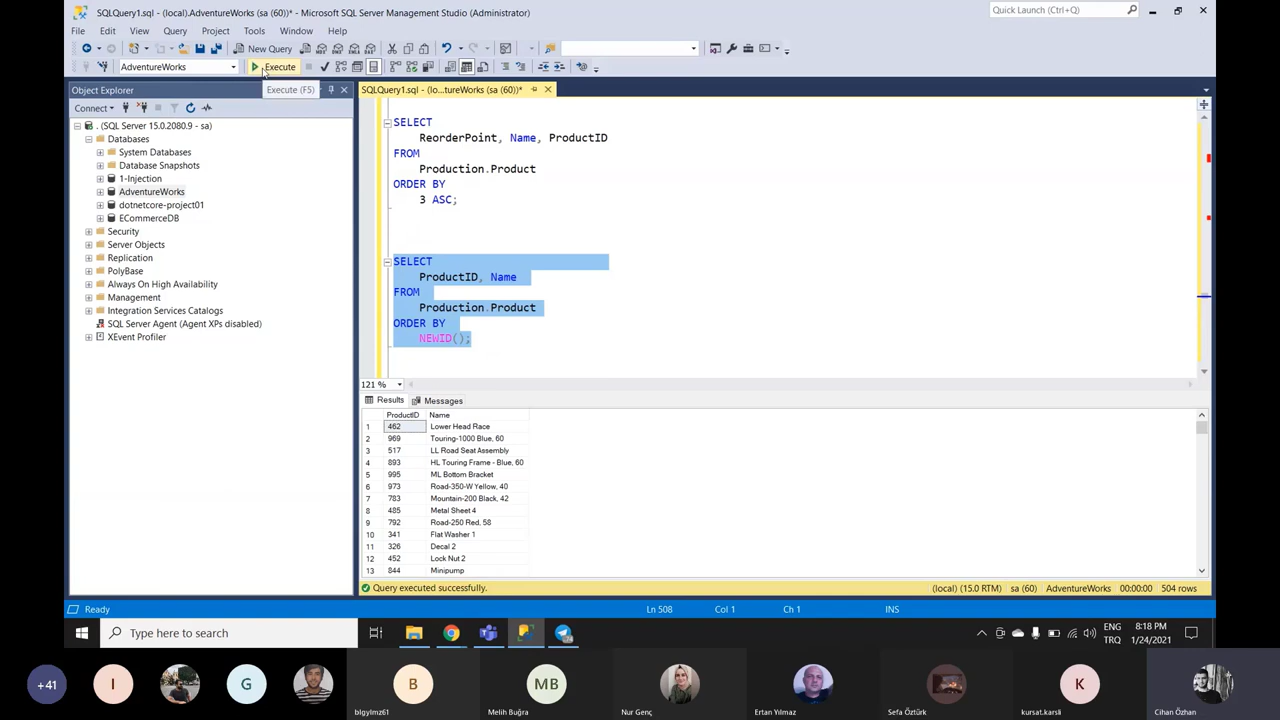 SQLQuery1.sql - (local).AdventureWorks (sa (60))* - Microsoft SQL Server Management Studio (Administrator)
Quick Launch (Ctrl+Q)
File Edit View Query Project Tools Window Help
New Query
AdventureWorks
Execute
Execute (F5)
Object Explorer
SQLQuery1.sql - (lo...tureWorks (sa (60))*
Connect
. (SQL Server 15.0.2080.9 - sa)
Databases
System Databases
Database Snapshots
1-Injection
AdventureWorks
dotnetcore-project01
ECommerceDB
Security
Server Objects
Replication
PolyBase
Always On High Availability
Management
Integration Services Catalogs
SQL Server Agent (Agent XPs disabled)
XEvent Profiler
SELECT
ReorderPoint, Name, ProductID
FROM
Production.Product
ORDER BY
3 ASC;
SELECT
ProductID, Name
FROM
Production.Product
ORDER BY
NEWID();
121 %
Results Messages
ProductID Name
1 462 Lower Head Race
2 969 Touring-1000 Blue, 60
3 517 LL Road Seat Assembly
4 893 HL Touring Frame - Blue, 60
5 995 ML Bottom Bracket
6 973 Road-350-W Yellow, 40
7 783 Mountain-200 Black, 42
8 485 Metal Sheet 4
9 792 Road-250 Red, 58
10 341 Flat Washer 1
11 326 Decal 2
12 452 Lock Nut 2
13 844 Minipump
Query executed successfully.
(local) (15.0 RTM) sa (60) AdventureWorks 00:00:00 504 rows
Ready
Ln 508 Col 1 Ch 1 INS
Type here to search
ENG
TRQ
8:18 PM
1/24/2021
+41
I
G
B
MB
K
blgylmz61
Melih Buğra
Nur Genç
Ertan Yılmaz
Sefa Öztürk
kursat.karsli
Cihan Özhan